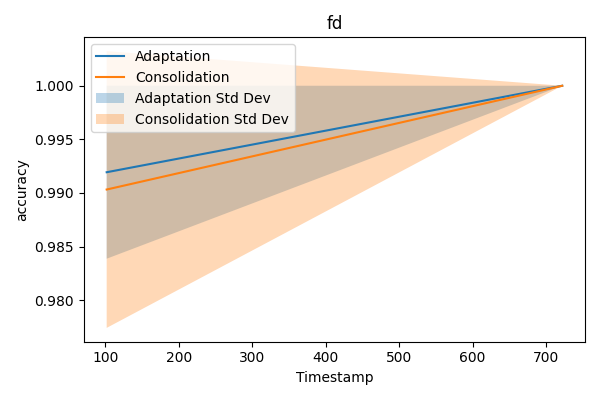 fd
Adaptation
Consolidation
Adaptation Std Dev
Consolidation Std Dev
1.000
0.995
0.990
0.985
0.980
accuracy
100 200 300 400 500 600 700
Timestamp